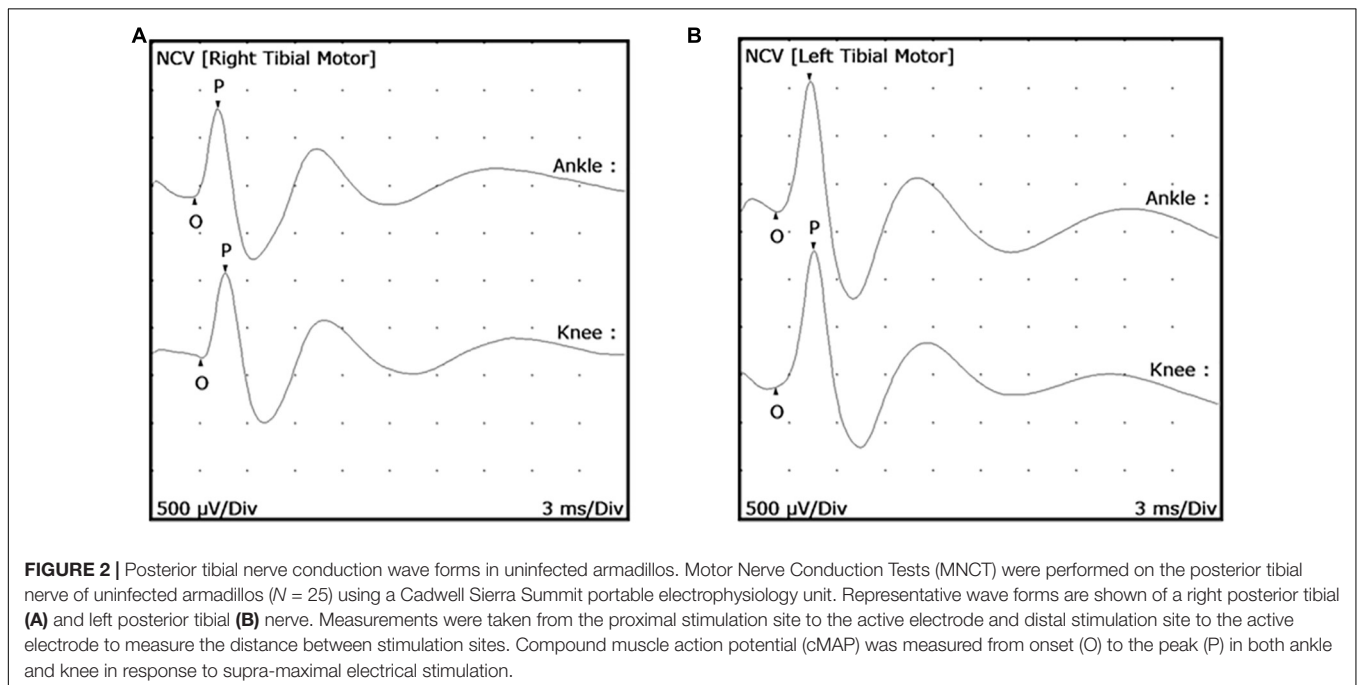 A
NCV [Right Tibial Motor]
P
Ankle :
O
P
Knee :
O
500 µV/Div 3 ms/Div
B
NCV [Left Tibial Motor]
Ankle :
O
P
Knee :
O
500 µV/Div 3 ms/Div
FIGURE 2 | Posterior tibial nerve conduction wave forms in uninfected armadillos. Motor Nerve Conduction Tests (MNCT) were performed on the posterior tibial
nerve of uninfected armadillos (N = 25) using a Cadwell Sierra Summit portable electrophysiology unit. Representative wave forms are shown of a right posterior tibial
(A) and left posterior tibial (B) nerve. Measurements were taken from the proximal stimulation site to the active electrode and distal stimulation site to the active
electrode to measure the distance between stimulation sites. Compound muscle action potential (cMAP) was measured from onset (O) to the peak (P) in both ankle
and knee in response to supra-maximal electrical stimulation.